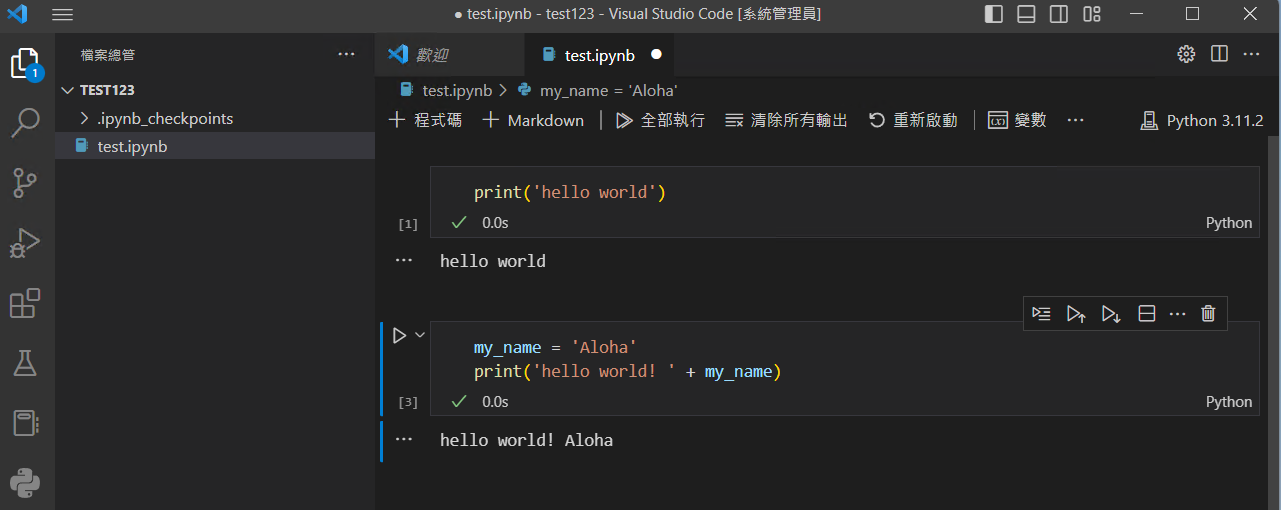 ● test.ipynb - test123 - Visual Studio Code [系統管理員]
檔案總管
歡迎
test.ipynb
1
TEST123
.ipynb_checkpoints
test.ipynb
test.ipynb > my_name = 'Aloha'
程式碼 Markdown 全部執行 清除所有輸出 重新啟動 變數 ... Python 3.11.2
print('hello world')
[1] 0.0s Python
hello world
my_name = 'Aloha'
print('hello world! ' + my_name)
[3] 0.0s Python
hello world! Aloha